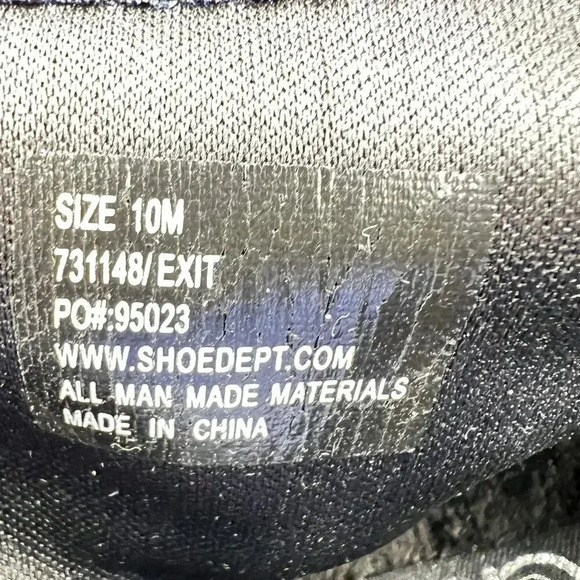 SIZE 10M
731148/EXIT
PO#:95023
WWW.SHOEDEPT.COM
ALL MAN MADE MATERIALS
MADE IN CHINA